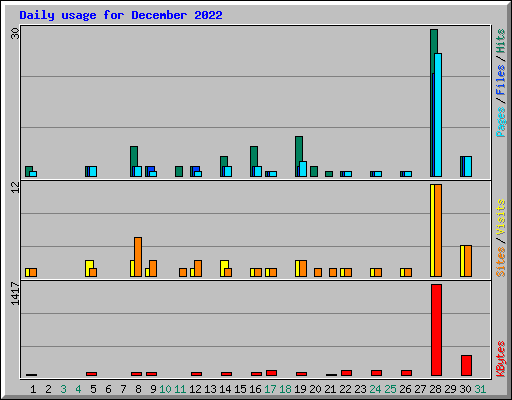 Daily usage for December 2022
30
Pages / Files / Hits
12
Sites / Visits
1417
KBytes
1 2 3 4 5 6 7 8 9 10 11 12 13 14 15 16 17 18 19 20 21 22 23 24 25 26 27 28 29 30 31